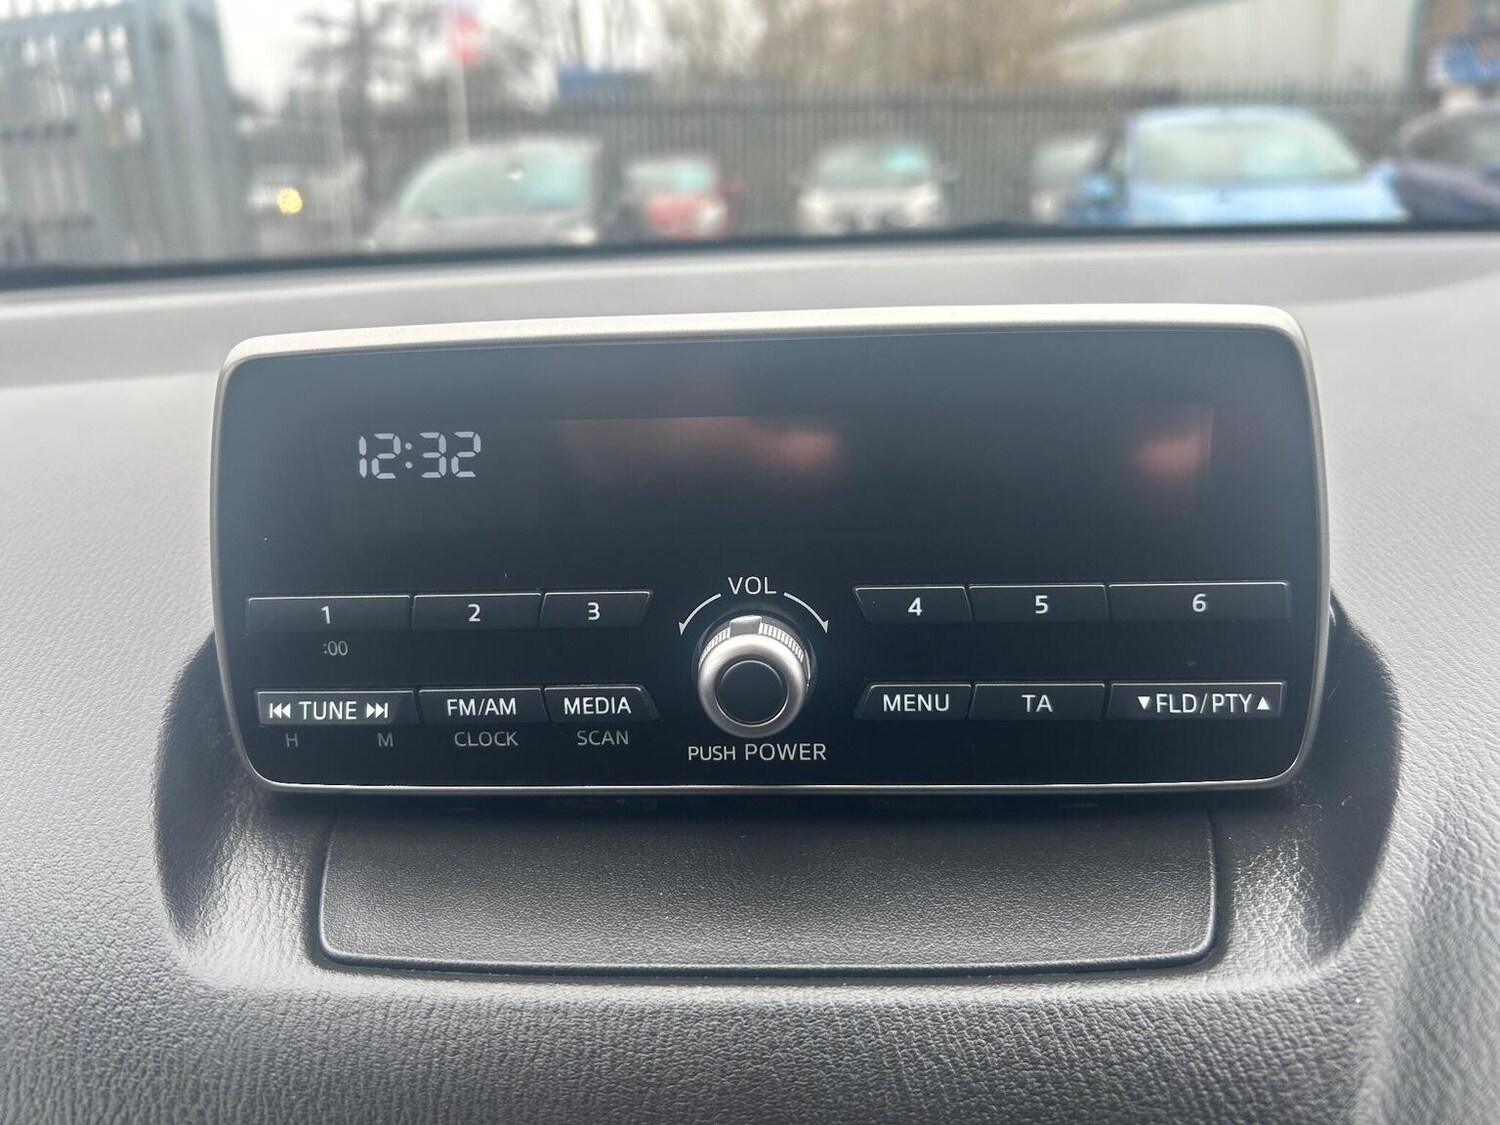 12:32
VOL
1 2 3 4 5 6
:00
⏮ TUNE ⏭ FM/AM MEDIA MENU TA ▼FLD/PTY▲
H M CLOCK SCAN
PUSH POWER